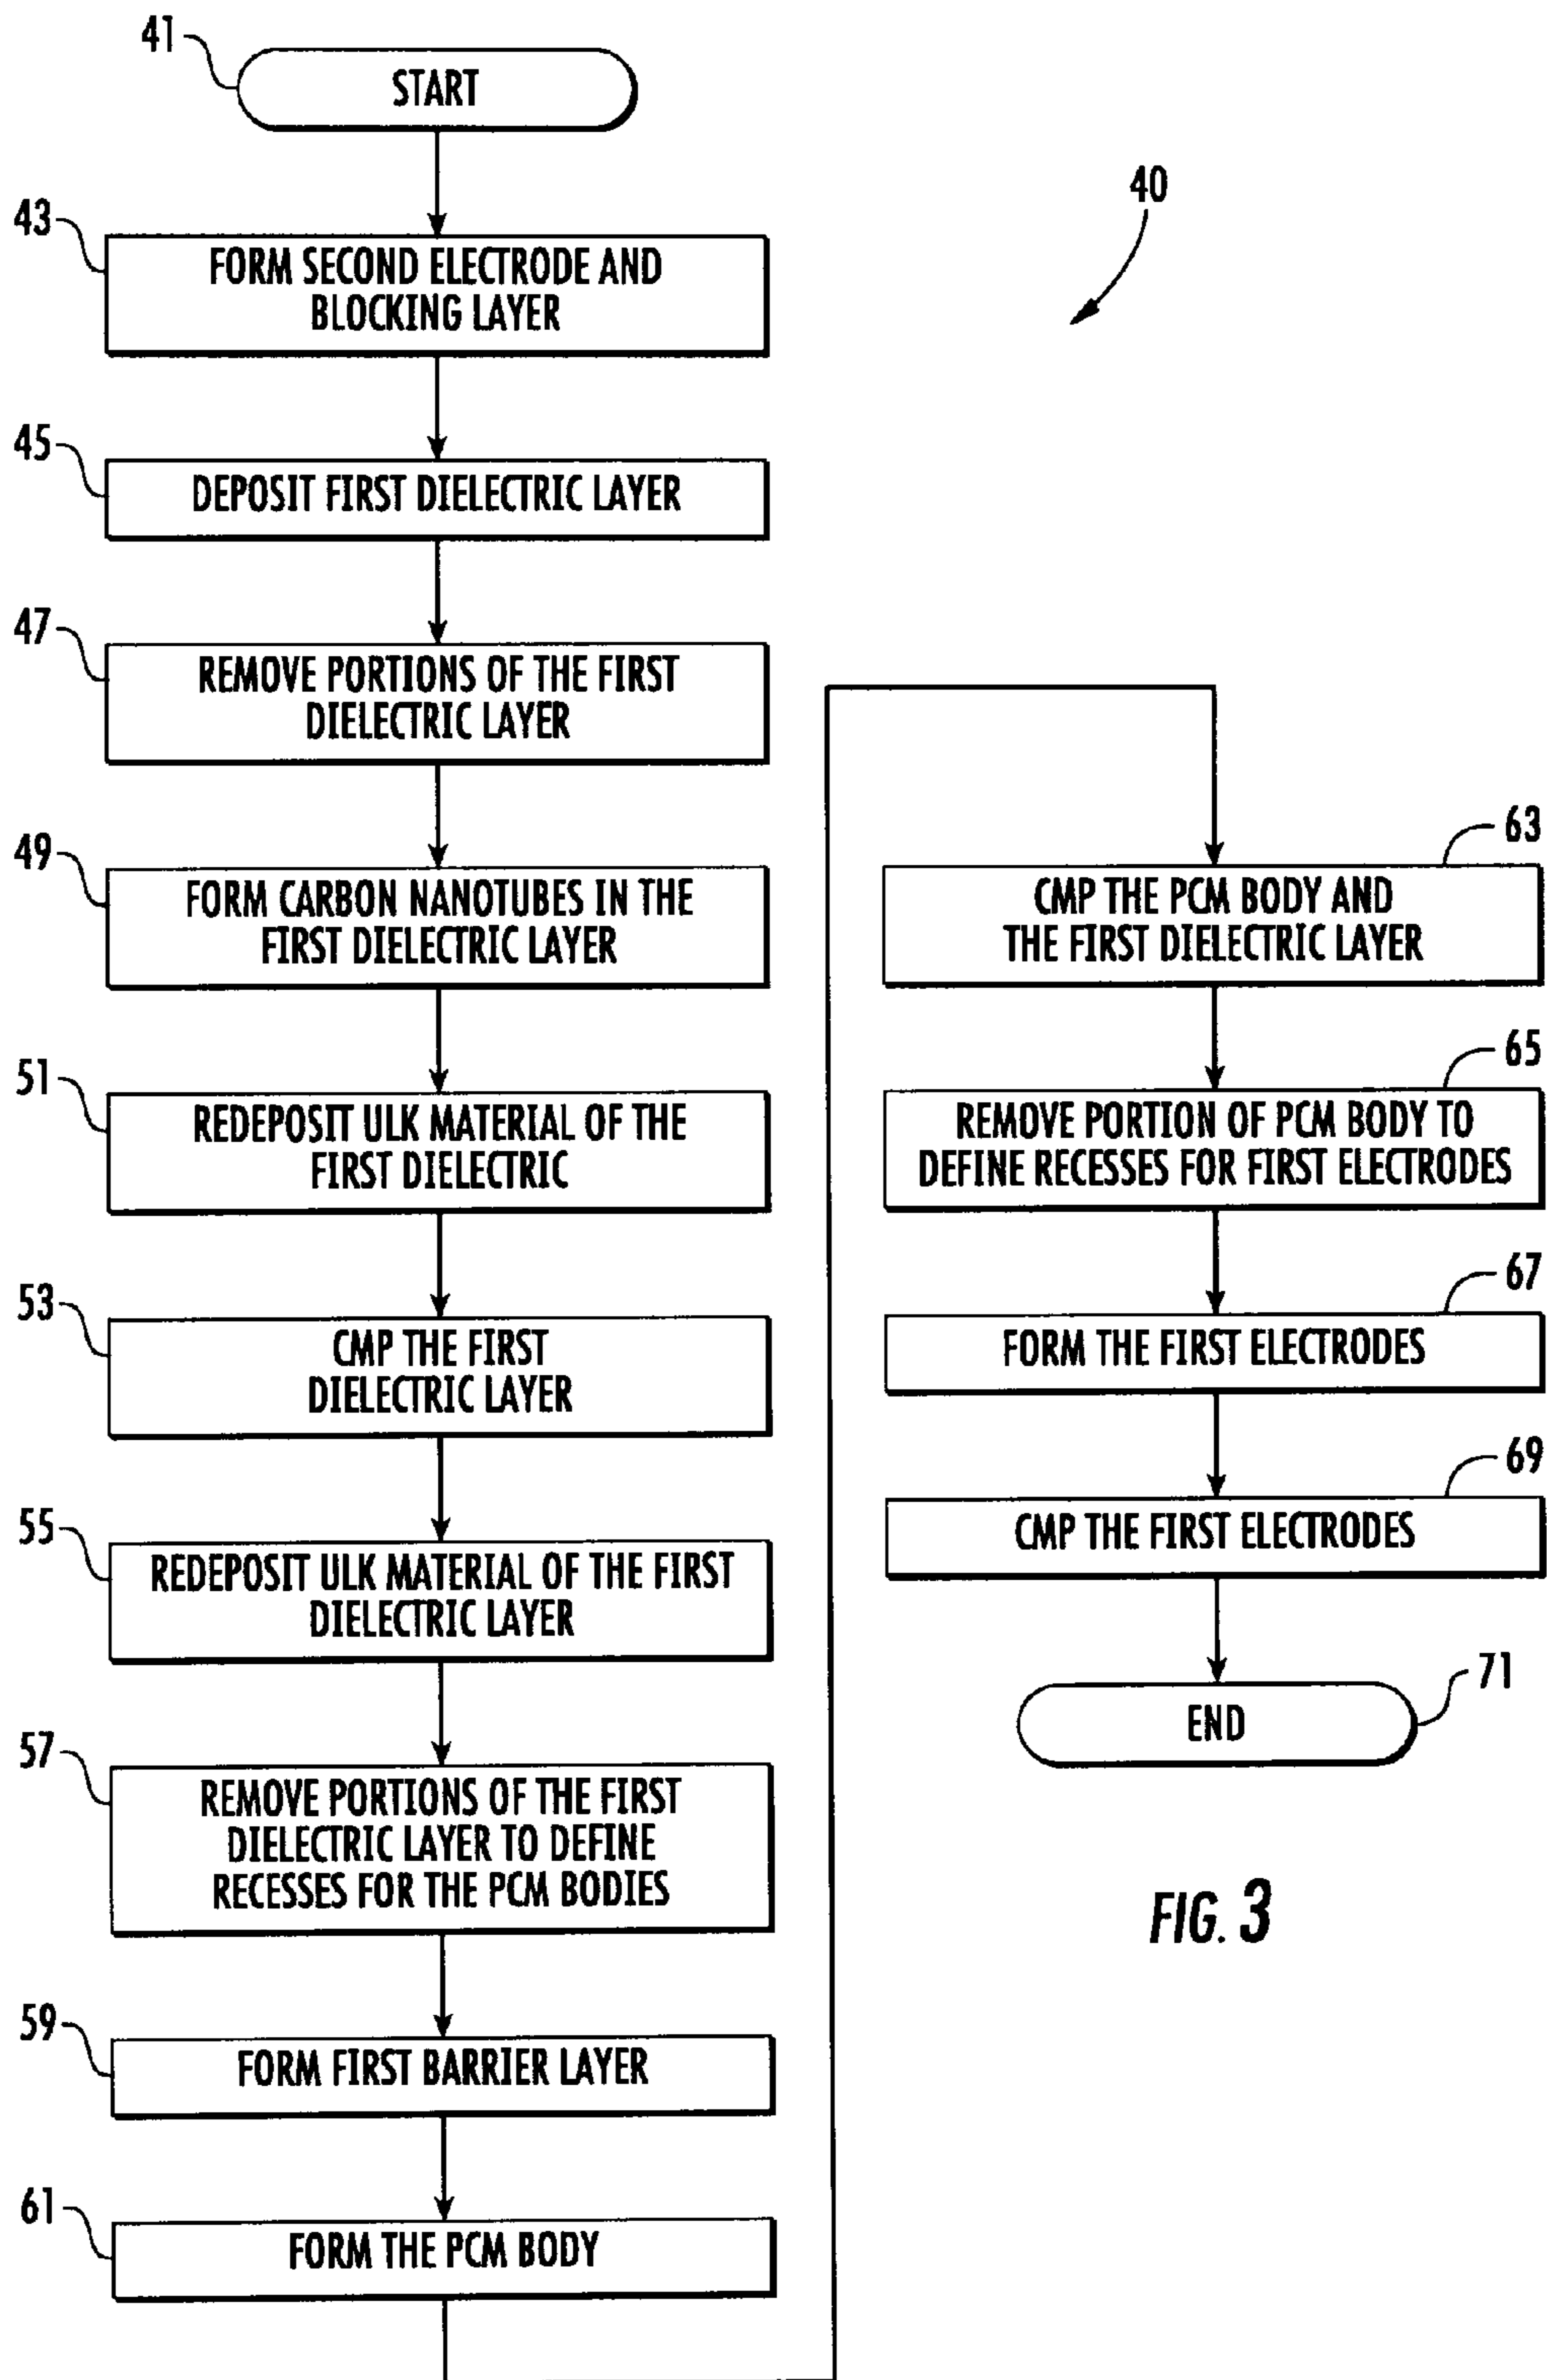 41
START
40
43
FORM SECOND ELECTRODE AND
BLOCKING LAYER
45
DEPOSIT FIRST DIELECTRIC LAYER
47
REMOVE PORTIONS OF THE FIRST
DIELECTRIC LAYER
49
FORM CARBON NANOTUBES IN THE
FIRST DIELECTRIC LAYER
51
REDEPOSIT ULK MATERIAL OF THE
FIRST DIELECTRIC
53
CMP THE FIRST
DIELECTRIC LAYER
55
REDEPOSIT ULK MATERIAL OF THE FIRST
DIELECTRIC LAYER
57
REMOVE PORTIONS OF THE FIRST
DIELECTRIC LAYER TO DEFINE
RECESSES FOR THE PCM BODIES
59
FORM FIRST BARRIER LAYER
61
FORM THE PCM BODY
63
CMP THE PCM BODY AND
THE FIRST DIELECTRIC LAYER
65
REMOVE PORTION OF PCM BODY TO
DEFINE RECESSES FOR FIRST ELECTRODES
67
FORM THE FIRST ELECTRODES
69
CMP THE FIRST ELECTRODES
71
END
FIG. 3